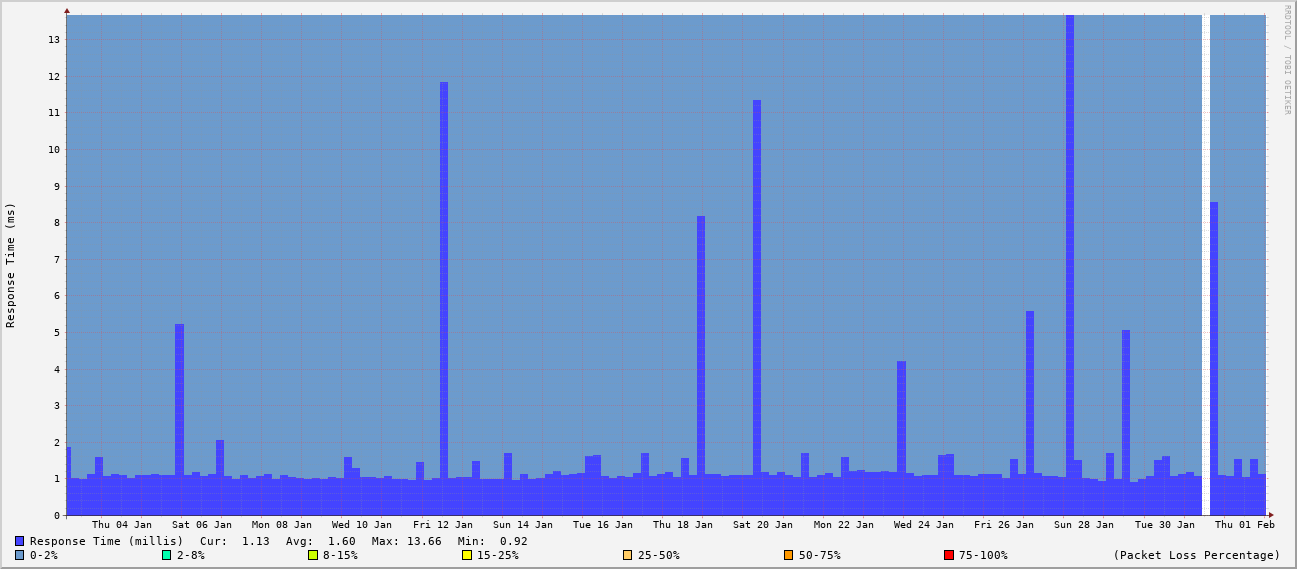 RRDTOOL / TOBI OETIKER
Response Time (ms)
13
12
11
10
9
8
7
6
5
4
3
2
1
0
Thu 04 Jan Sat 06 Jan Mon 08 Jan Wed 10 Jan Fri 12 Jan Sun 14 Jan Tue 16 Jan Thu 18 Jan Sat 20 Jan Mon 22 Jan Wed 24 Jan Fri 26 Jan Sun 28 Jan Tue 30 Jan Thu 01 Feb
Response Time (millis) Cur: 1.13 Avg: 1.60 Max: 13.66 Min: 0.92
0-2% 2-8% 8-15% 15-25% 25-50% 50-75% 75-100% (Packet Loss Percentage)